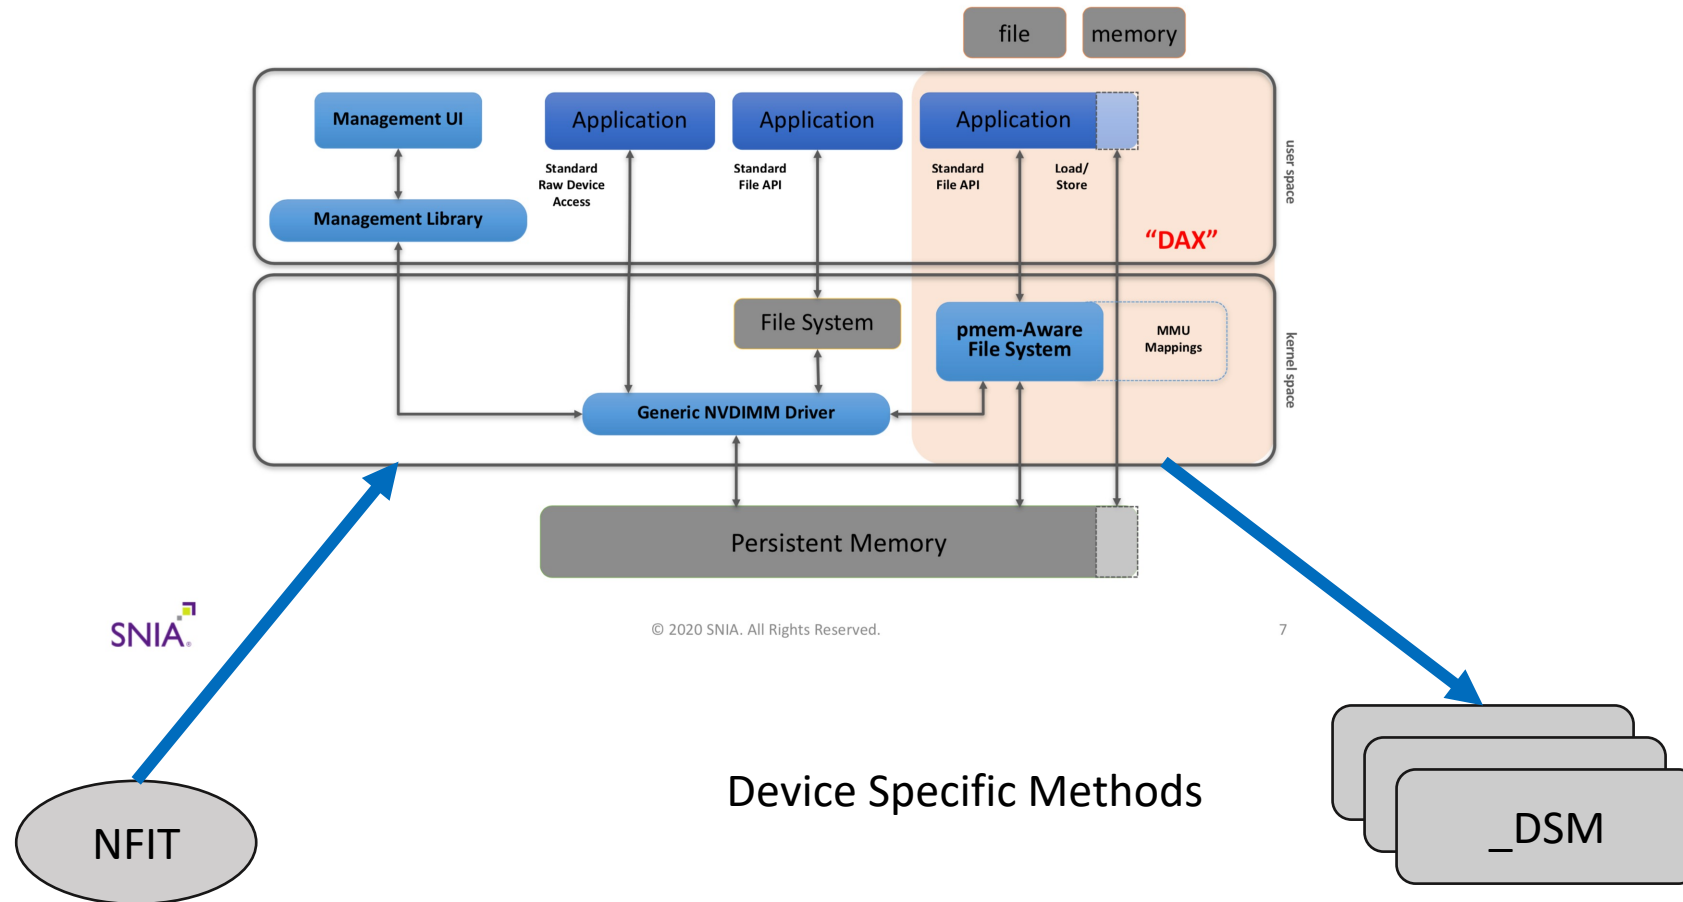 file
memory
Management UI
Application
Application
Application
Standard
Raw Device
Access
Standard
File API
Standard
File API
Load/
Store
user space
Management Library
“DAX”
File System
pmem-Aware
File System
MMU
Mappings
kernel space
Generic NVDIMM Driver
Persistent Memory
SNIA®
© 2020 SNIA. All Rights Reserved.
7
Device Specific Methods
NFIT
_DSM